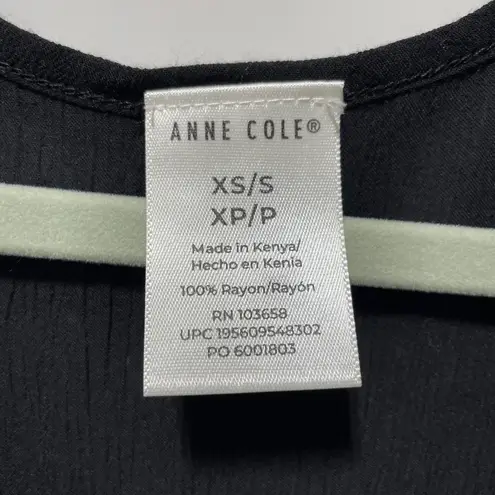 ANNE COLE®
XS/S
XP/P
Made in Kenya/
Hecho en Kenia
100% Rayon/Rayón
RN 103658
UPC 195609548302
PO 6001803